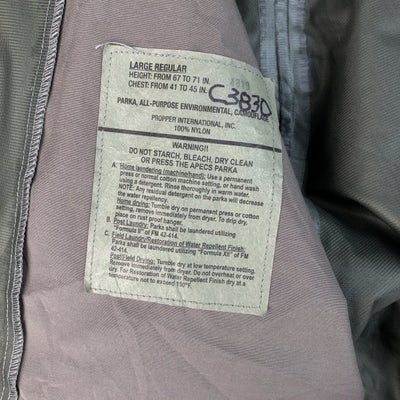 LARGE REGULAR
HEIGHT: FROM 67 TO 71 IN.
CHEST: FROM 41 TO 45 IN.
C3830
PARKA, ALL-PURPOSE ENVIRONMENTAL, CAMOUFLAGE
PROPPER INTERNATIONAL, INC.
100% NYLON
WARNING!!
DO NOT STARCH, BLEACH, DRY CLEAN
OR PRESS THE APECS PARKA
A. Home laundering (machine/hand): Use a permanent
press or normal cotton machine setting, or hand wash
using a detergent. Rinse thoroughly in warm water.
NOTE: Any residual detergent on the parka will decrease
the water repellency.
Home drying: Tumble dry on permanent press or cotton
setting, remove immediately from dryer. To drip dry,
place on rust proof hanger.
B. Post Laundry: Parka shall be laundered utilizing
"Formula II" of FM 42-414.
C. Field Laundry/Restoration of Water Repellent Finish:
Parka shall be laundered utilizing "Formula XII" of FM
42-414.
Post/Field Drying: Tumble dry at low temperature setting.
Remove immediately from dryer. Do not overheat or over
dry. For Restoration of Water Repellent Finish dry at a
temperature not to exceed 150°F.